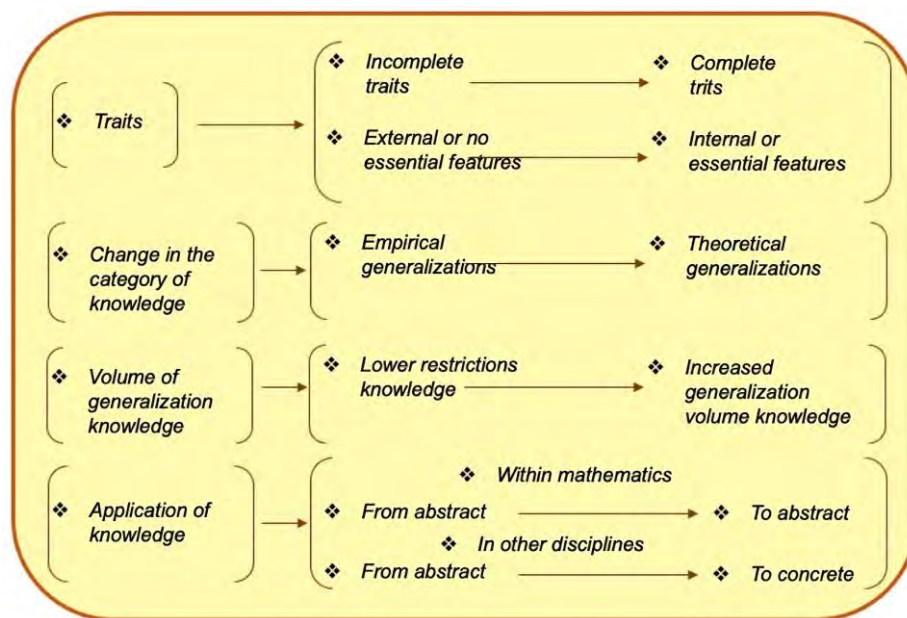 ❖ Incomplete traits
❖ Complete trits
❖ Traits
❖ External or no essential features
❖ Internal or essential features
❖ Change in the category of knowledge
❖ Empirical generalizations
❖ Theoretical generalizations
❖ Volume of generalization knowledge
❖ Lower restrictions knowledge
❖ Increased generalization volume knowledge
❖ Application of knowledge
❖ Within mathematics
❖ From abstract
❖ To abstract
❖ In other disciplines
❖ From abstract
❖ To concrete